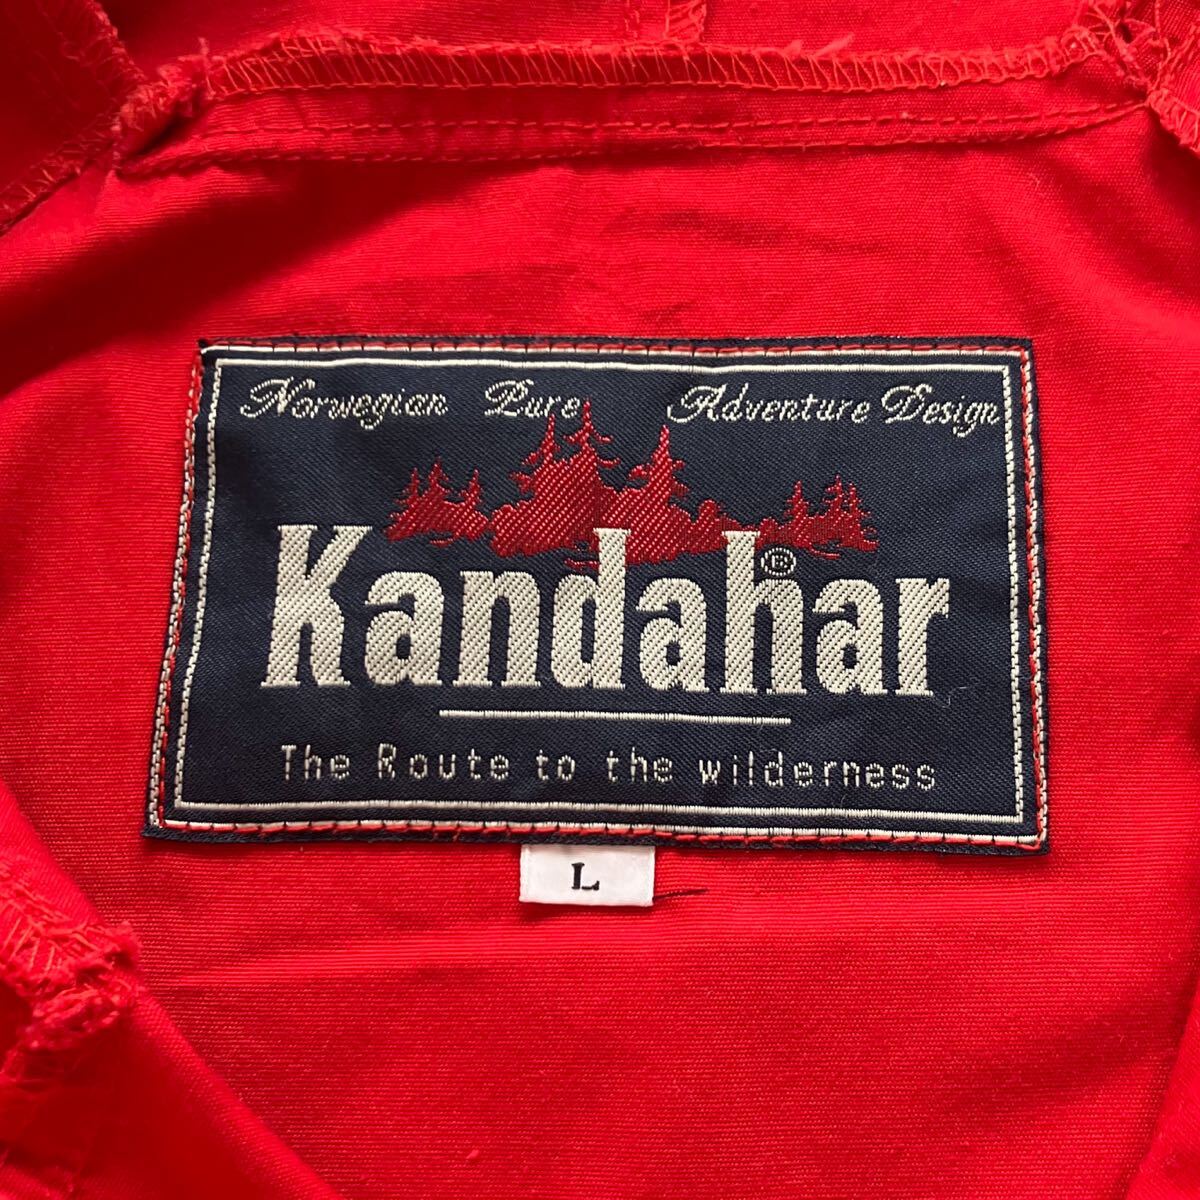 Norwegian Pure Adventure Design
Kandahar®
The Route to the wilderness
L